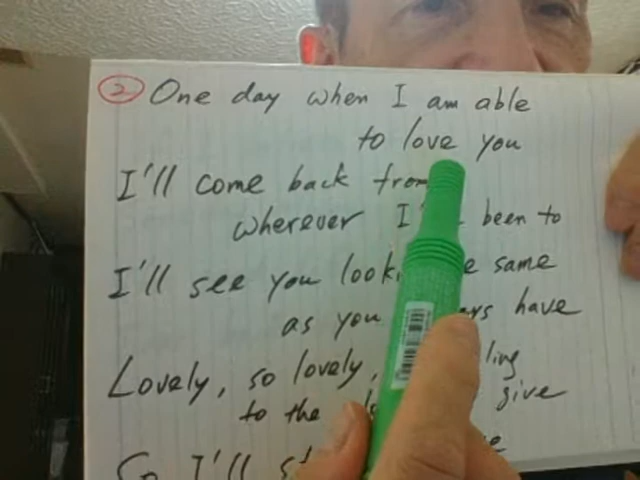 2 One day when I am able
to love you
I'll come back from
wherever I been to
I'll see you look same
as you have
Lovely, so lovely,
to the give
So I'll